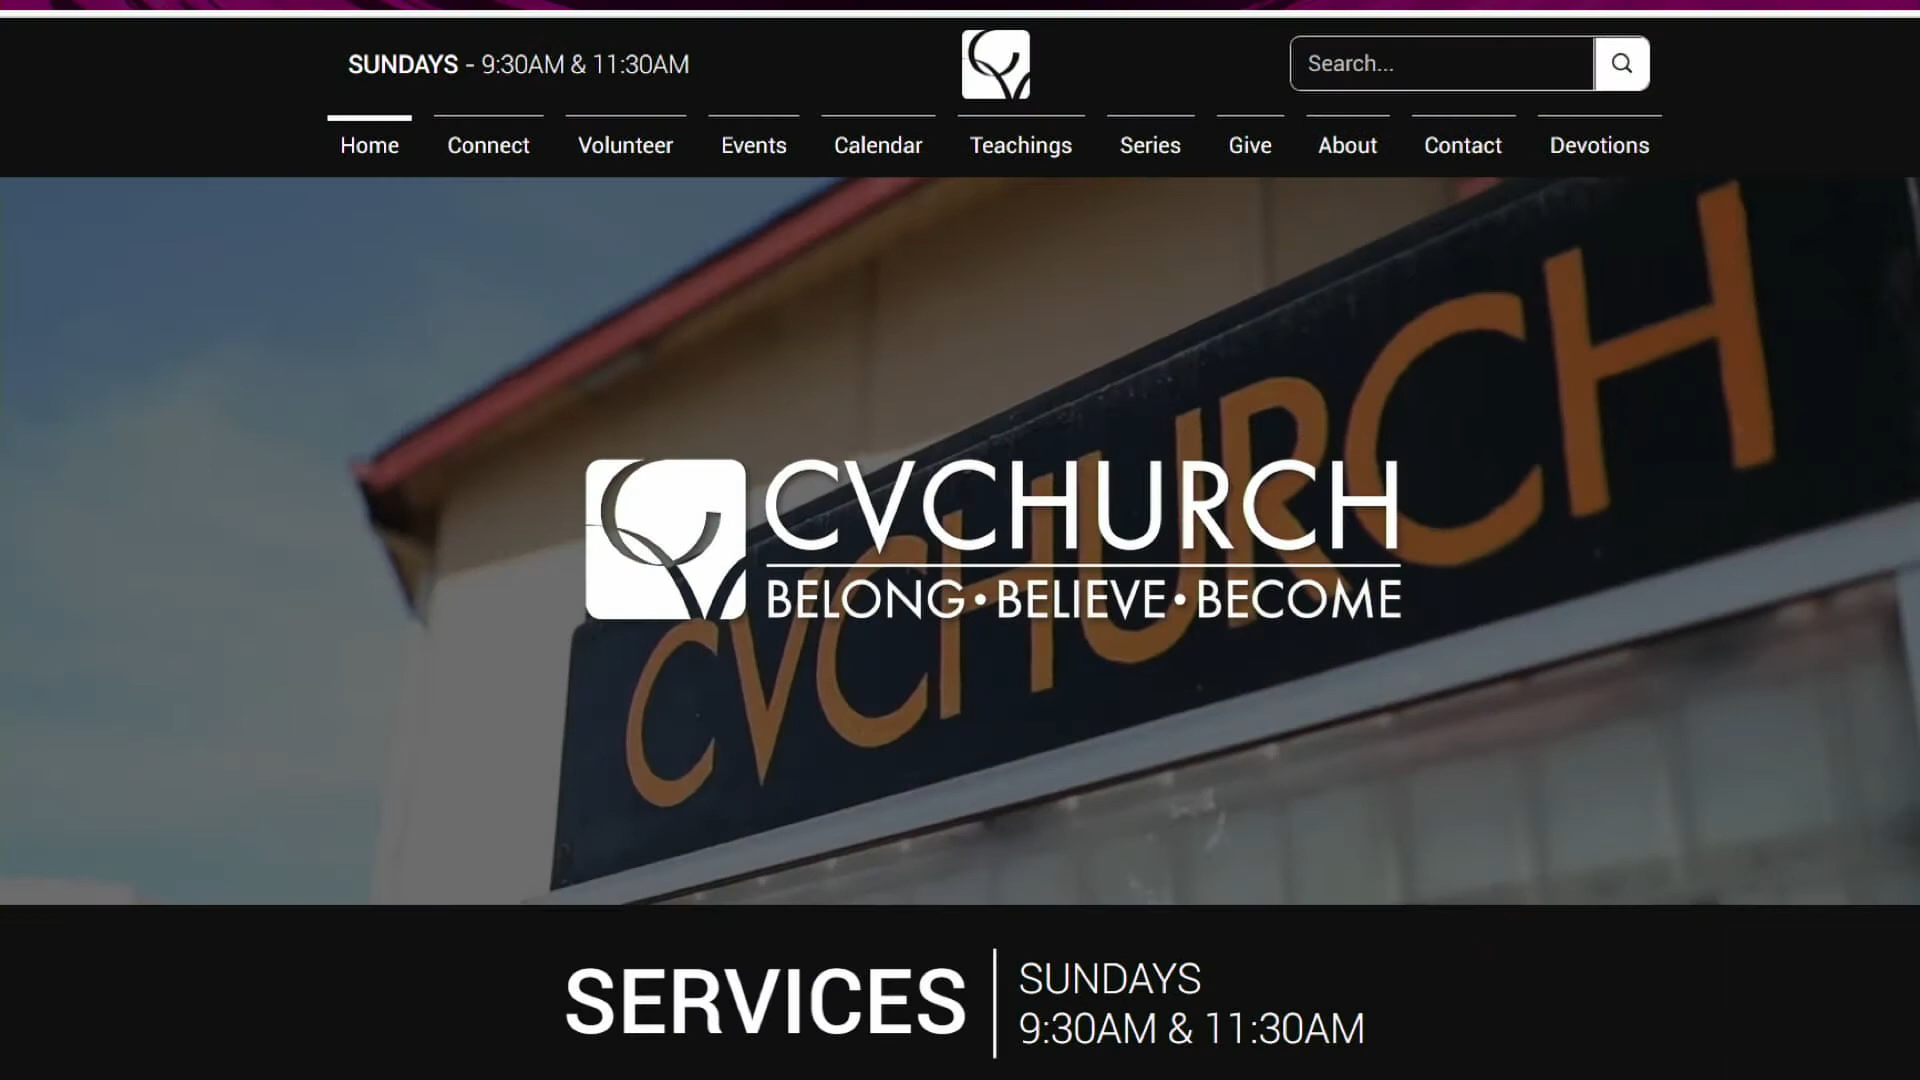 SUNDAYS - 9:30AM & 11:30AM
Search...
Home Connect Volunteer Events Calendar Teachings Series Give About Contact Devotions
CVCHURCH
CVCHURCH
BELONG•BELIEVE•BECOME
SERVICES
SUNDAYS
9:30AM & 11:30AM